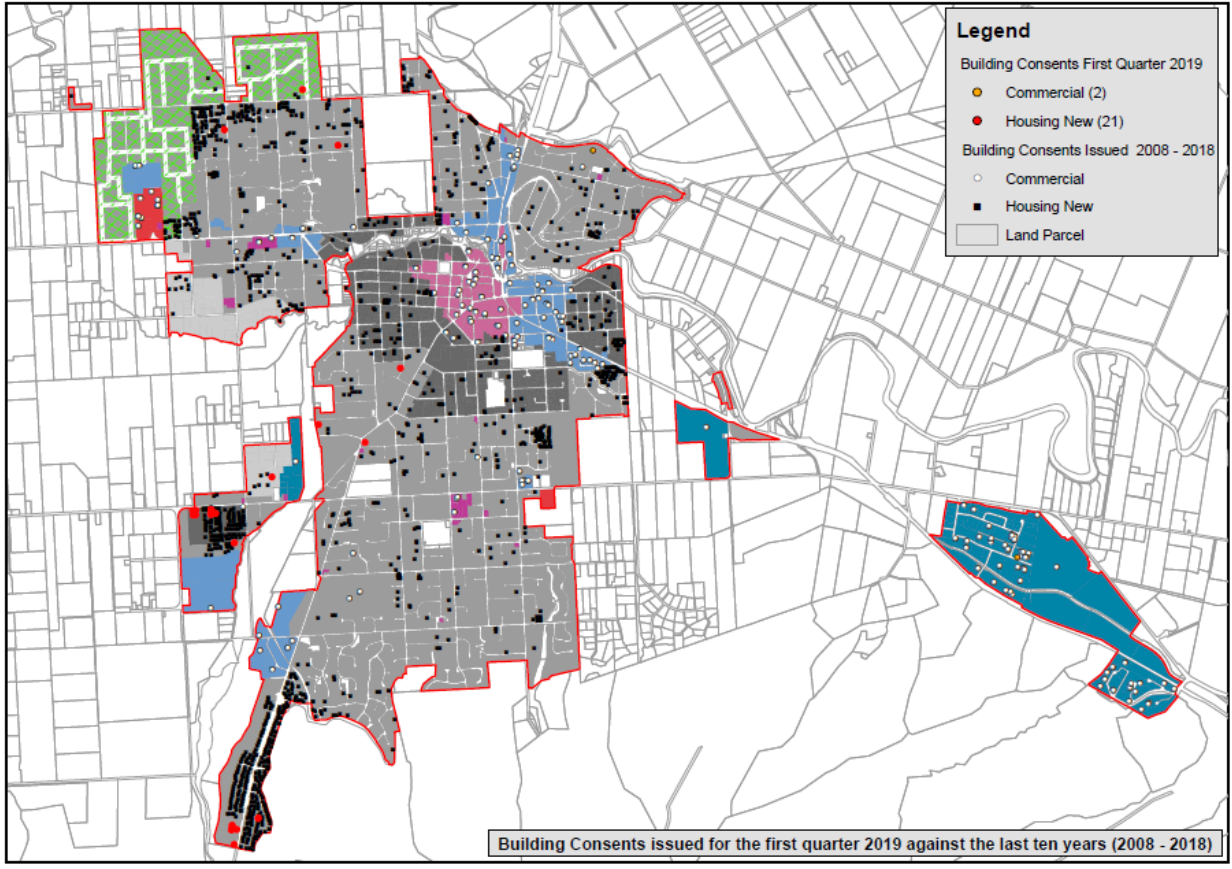 Legend
Building Consents First Quarter 2019
Commercial (2)
Housing New (21)
Building Consents Issued 2008 - 2018
Commercial
Housing New
Land Parcel
Building Consents issued for the first quarter 2019 against the last ten years (2008 - 2018)